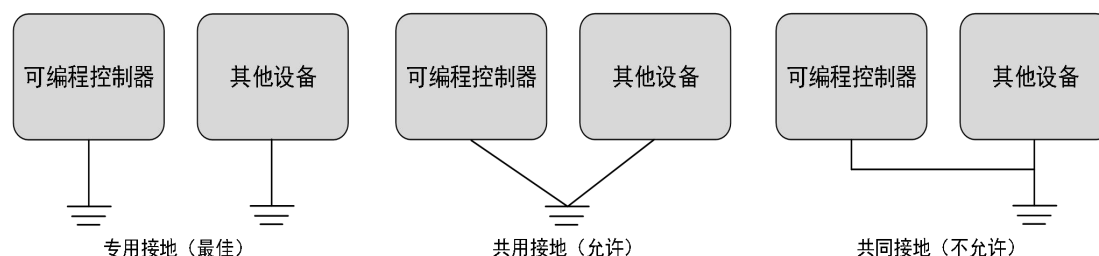 可编程控制器
其他设备
可编程控制器
其他设备
可编程控制器
其他设备
专用接地（最佳）
共用接地（允许）
共同接地（不允许）